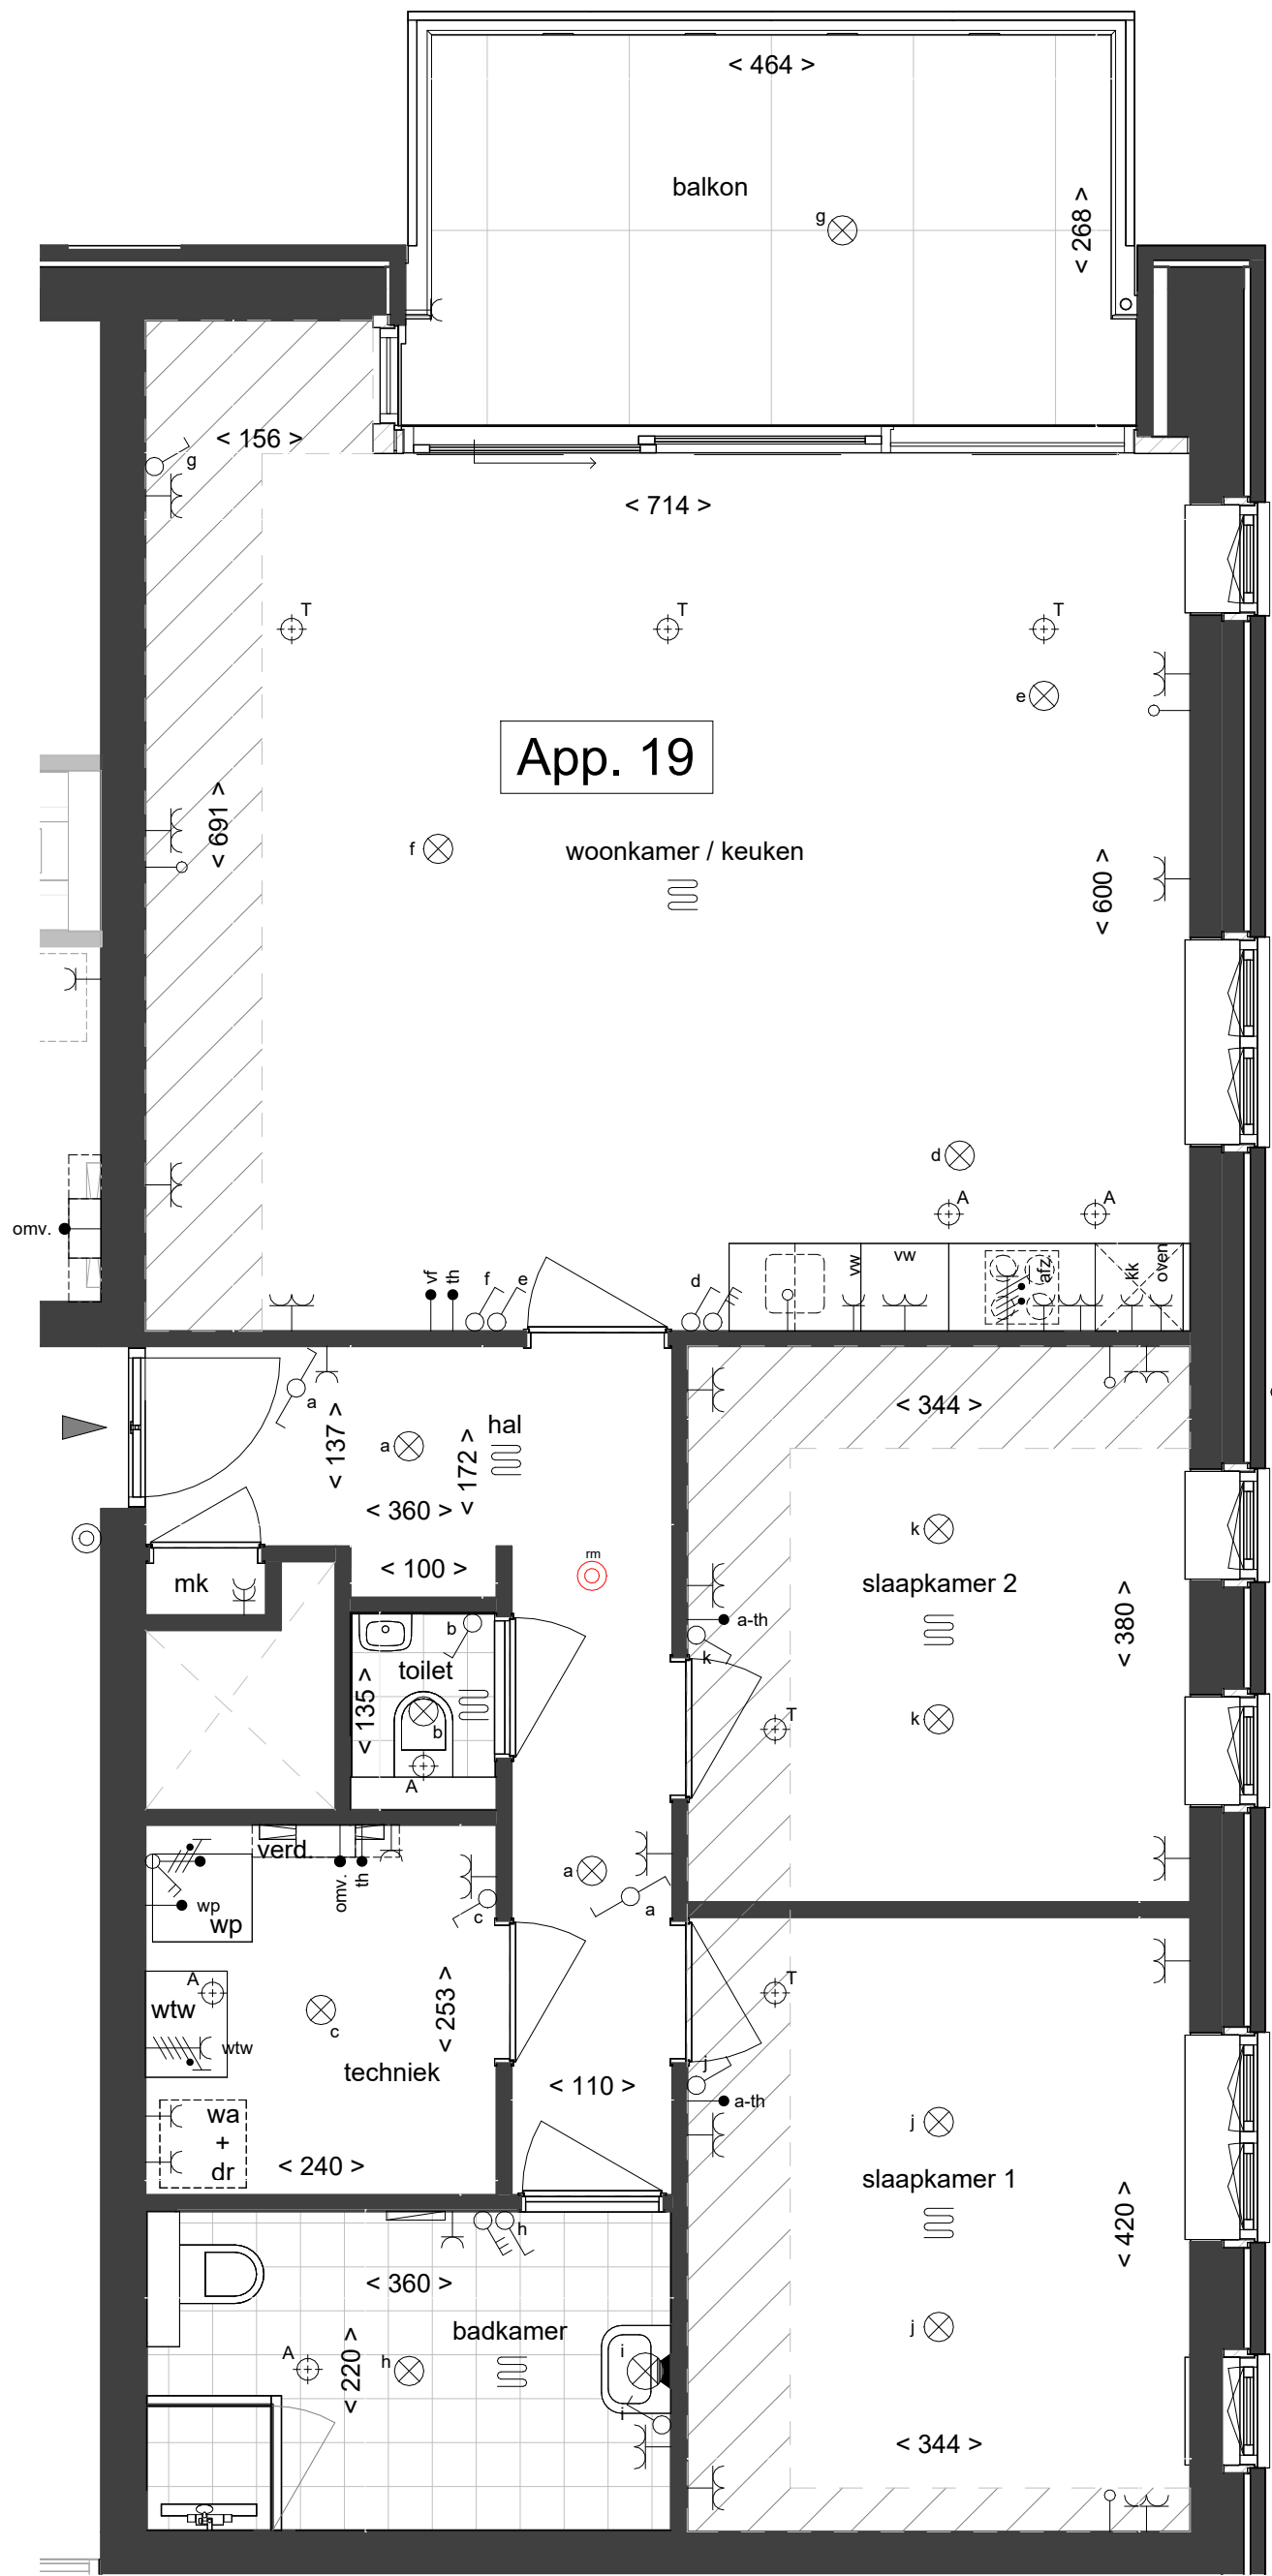 < 464 >
balkon
g
< 268 >
< 156 >
g
< 714 >
T
T
T
e
App. 19
< 691 >
f
woonkamer / keuken
< 600 >
d
A
A
omv.
vf
th
f
e
d
vw
vw
afz
kk
oven
a
< 137 >
a
< 172 >
hal
< 344 >
< 360 >
k
< 100 >
rm
mk
slaapkamer 2
< 380 >
b
a-th
k
toilet
< 135 >
b
k
T
A
verd.
omv.
th
a
a
wp
wp
c
A
T
wtw
c
< 253 >
wtw
techniek
j
< 110 >
a-th
wa
+
dr
j
slaapkamer 1
< 240 >
< 420 >
h
< 360 >
badkamer
j
A
< 220 >
h
i
i
< 344 >